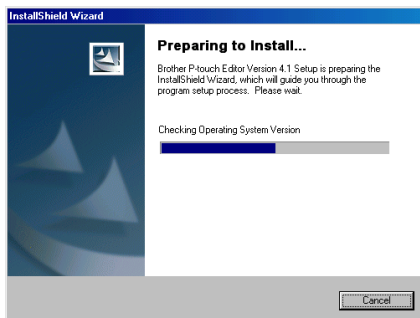 InstallShield Wizard
Preparing to Install...
Brother P-touch Editor Version 4.1 Setup is preparing the
InstallShield Wizard, which will guide you through the
program setup process. Please wait.
Checking Operating System Version
Cancel